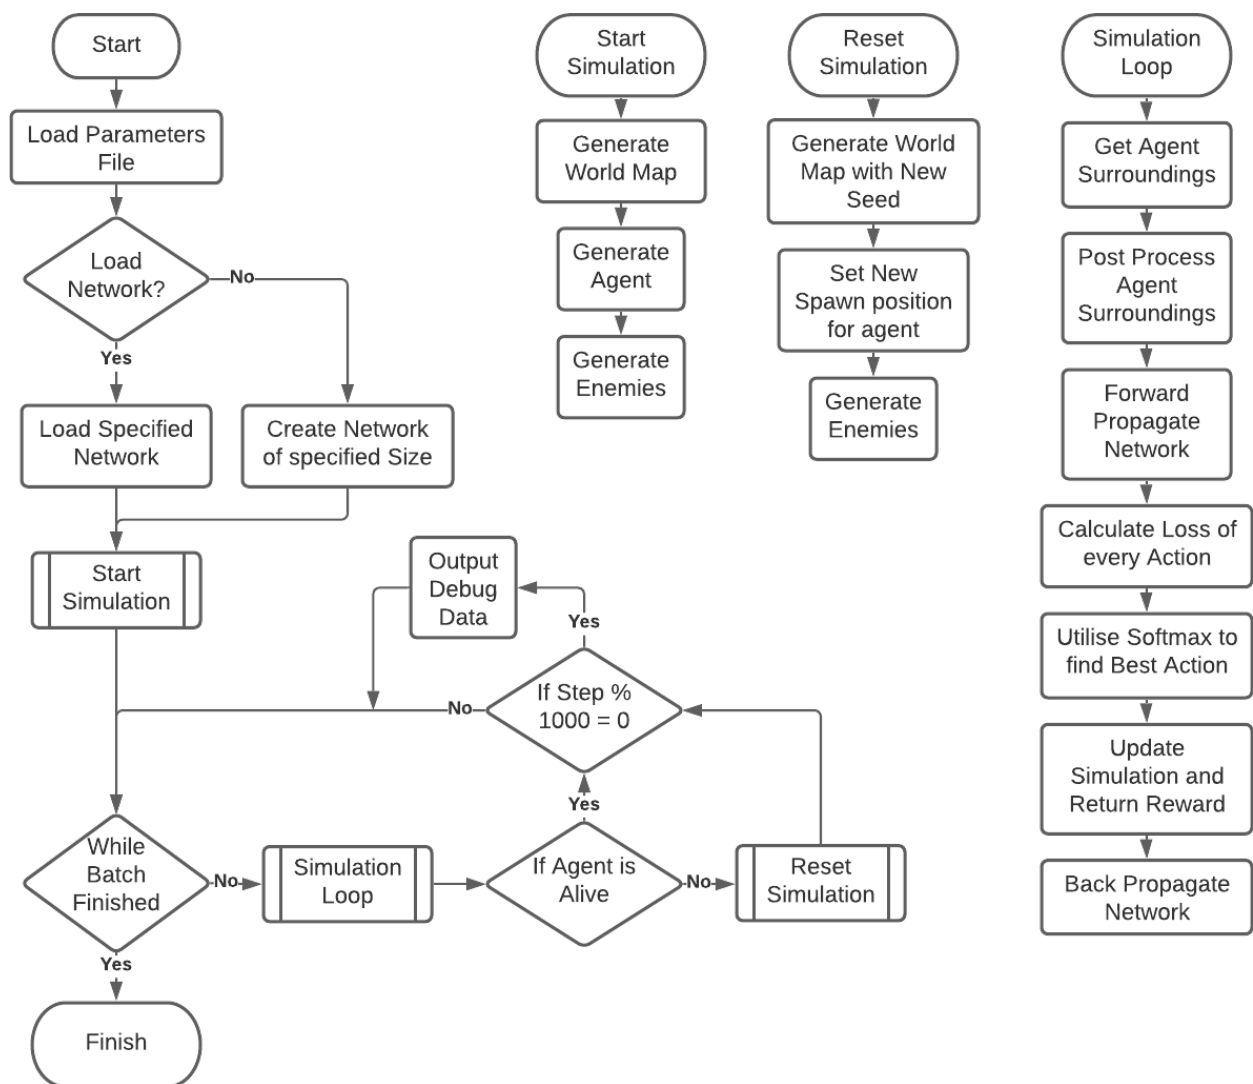 Start
Load Parameters
File
Load
Network?
No
Yes
Load Specified
Network
Create Network
of specified Size
Start
Simulation
Output
Debug
Data
Yes
If Step %
1000 = 0
No
Yes
While
Batch
Finished
No
Simulation
Loop
If Agent is
Alive
No
Reset
Simulation
Yes
Finish
Start
Simulation
Generate
World Map
Generate
Agent
Generate
Enemies
Reset
Simulation
Generate World
Map with New
Seed
Set New
Spawn position
for agent
Generate
Enemies
Simulation
Loop
Get Agent
Surroundings
Post Process
Agent
Surroundings
Forward
Propagate
Network
Calculate Loss of
every Action
Utilise Softmax to
find Best Action
Update
Simulation and
Return Reward
Back Propagate
Network